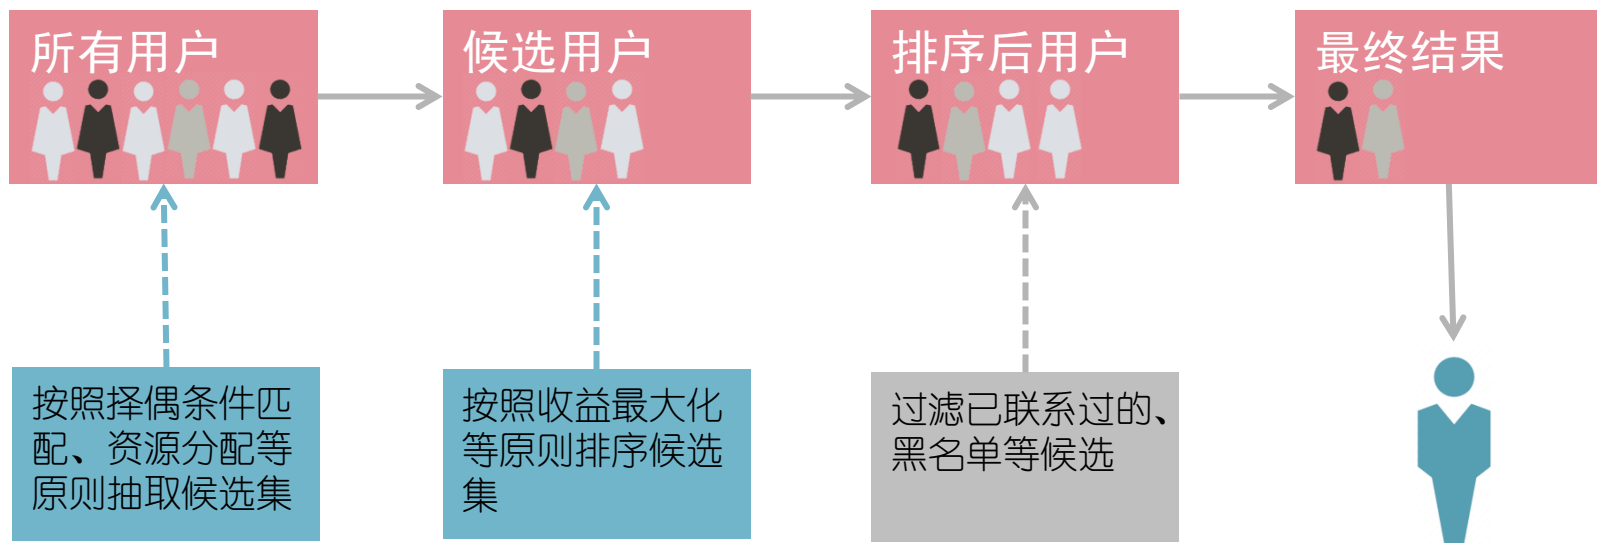 所有用户
候选用户
排序后用户
最终结果
按照择偶条件匹
配、资源分配等
原则抽取候选集
按照收益最大化
等原则排序候选
集
过滤已联系过的、
黑名单等候选